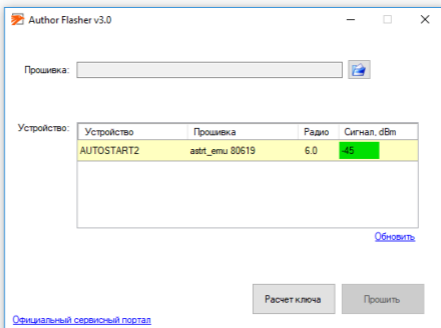 Author Flasher v3.0
Прошивка:
Устройство:
Устройство Прошивка Радио Сигнал, dBm
AUTOSTART2 astrt_emu 80619 6.0 -45
Обновить
Расчет ключа Прошить
Официальный сервисный портал